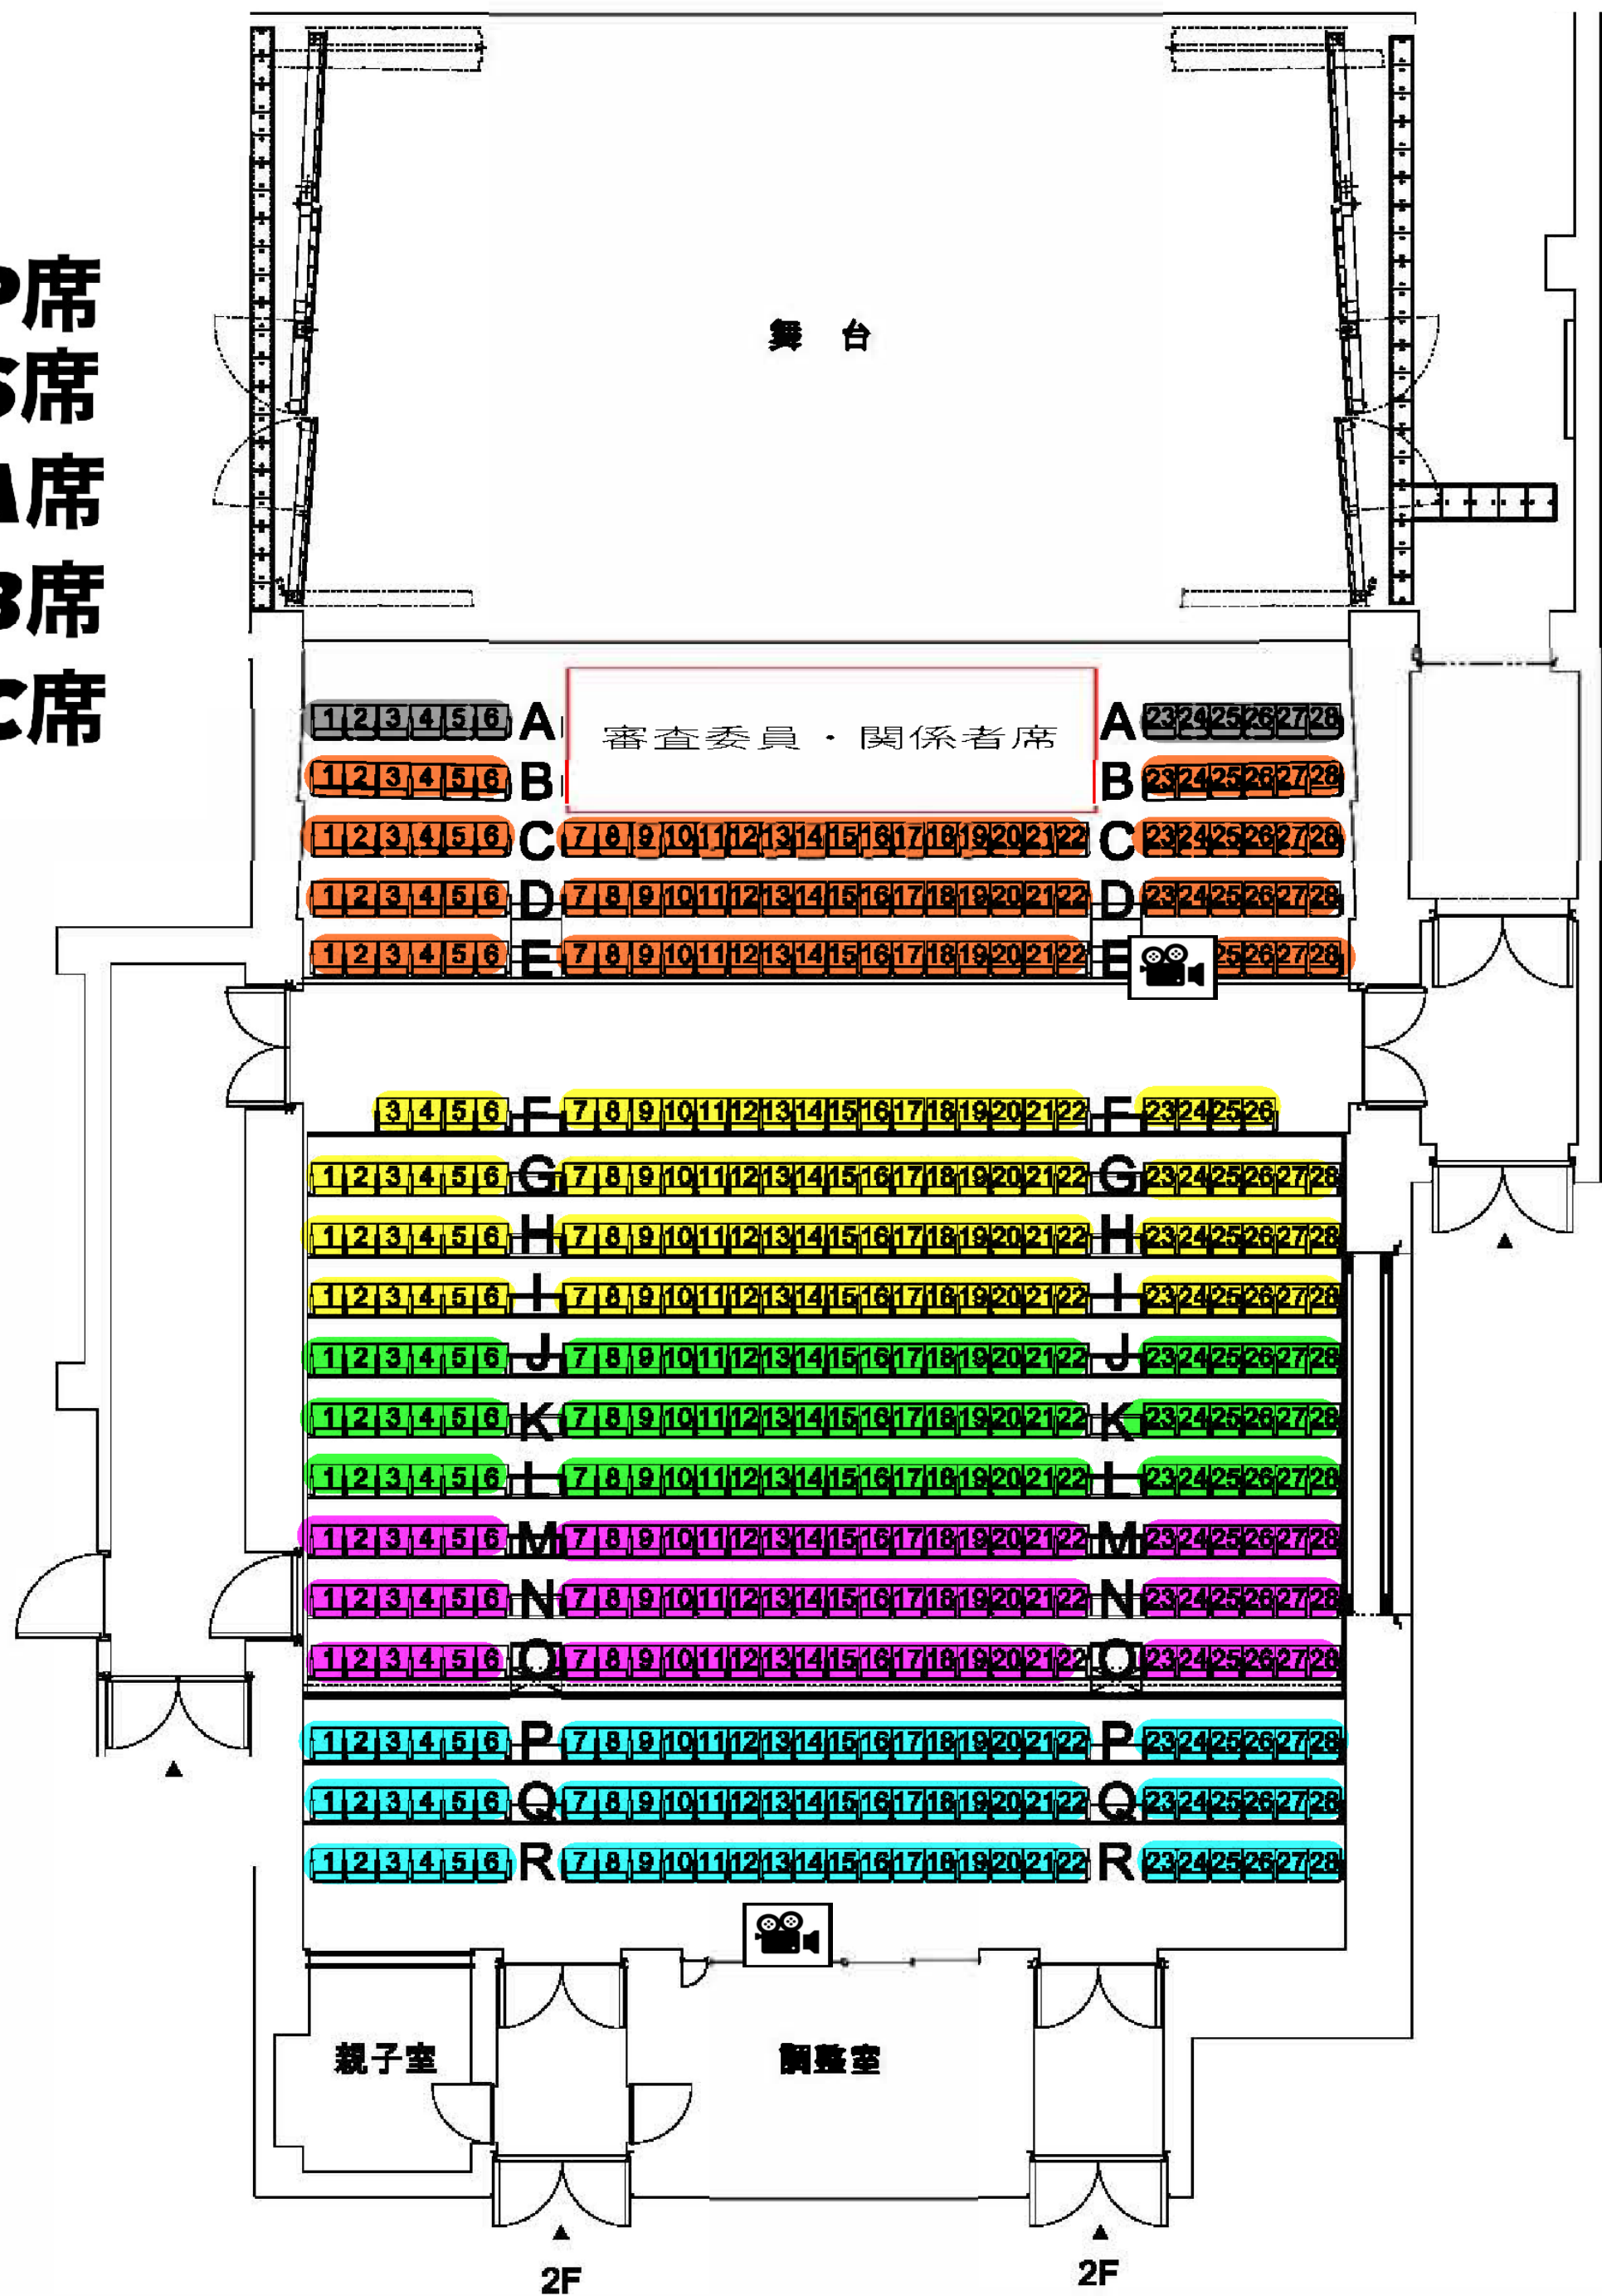 P席
S席
A席
B席
C席
舞 台
審査委員・関係者席
1 2 3 4 5 6 A A 23 24 25 26 27 28
1 2 3 4 5 6 B B 23 24 25 26 27 28
1 2 3 4 5 6 C 7 8 9 10 11 12 13 14 15 16 17 18 19 20 21 22 C 23 24 25 26 27 28
1 2 3 4 5 6 D 7 8 9 10 11 12 13 14 15 16 17 18 19 20 21 22 D 23 24 25 26 27 28
1 2 3 4 5 6 E 7 8 9 10 11 12 13 14 15 16 17 18 19 20 21 22 E 25 26 27 28
3 4 5 6 F 7 8 9 10 11 12 13 14 15 16 17 18 19 20 21 22 F 23 24 25 26
1 2 3 4 5 6 G 7 8 9 10 11 12 13 14 15 16 17 18 19 20 21 22 G 23 24 25 26 27 28
1 2 3 4 5 6 H 7 8 9 10 11 12 13 14 15 16 17 18 19 20 21 22 H 23 24 25 26 27 28
1 2 3 4 5 6 I 7 8 9 10 11 12 13 14 15 16 17 18 19 20 21 22 I 23 24 25 26 27 28
1 2 3 4 5 6 J 7 8 9 10 11 12 13 14 15 16 17 18 19 20 21 22 J 23 24 25 26 27 28
1 2 3 4 5 6 K 7 8 9 10 11 12 13 14 15 16 17 18 19 20 21 22 K 23 24 25 26 27 28
1 2 3 4 5 6 L 7 8 9 10 11 12 13 14 15 16 17 18 19 20 21 22 L 23 24 25 26 27 28
1 2 3 4 5 6 M 7 8 9 10 11 12 13 14 15 16 17 18 19 20 21 22 M 23 24 25 26 27 28
1 2 3 4 5 6 N 7 8 9 10 11 12 13 14 15 16 17 18 19 20 21 22 N 23 24 25 26 27 28
1 2 3 4 5 6 O 7 8 9 10 11 12 13 14 15 16 17 18 19 20 21 22 O 23 24 25 26 27 28
1 2 3 4 5 6 P 7 8 9 10 11 12 13 14 15 16 17 18 19 20 21 22 P 23 24 25 26 27 28
1 2 3 4 5 6 Q 7 8 9 10 11 12 13 14 15 16 17 18 19 20 21 22 Q 23 24 25 26 27 28
1 2 3 4 5 6 R 7 8 9 10 11 12 13 14 15 16 17 18 19 20 21 22 R 23 24 25 26 27 28
親子室 調整室
2F 2F